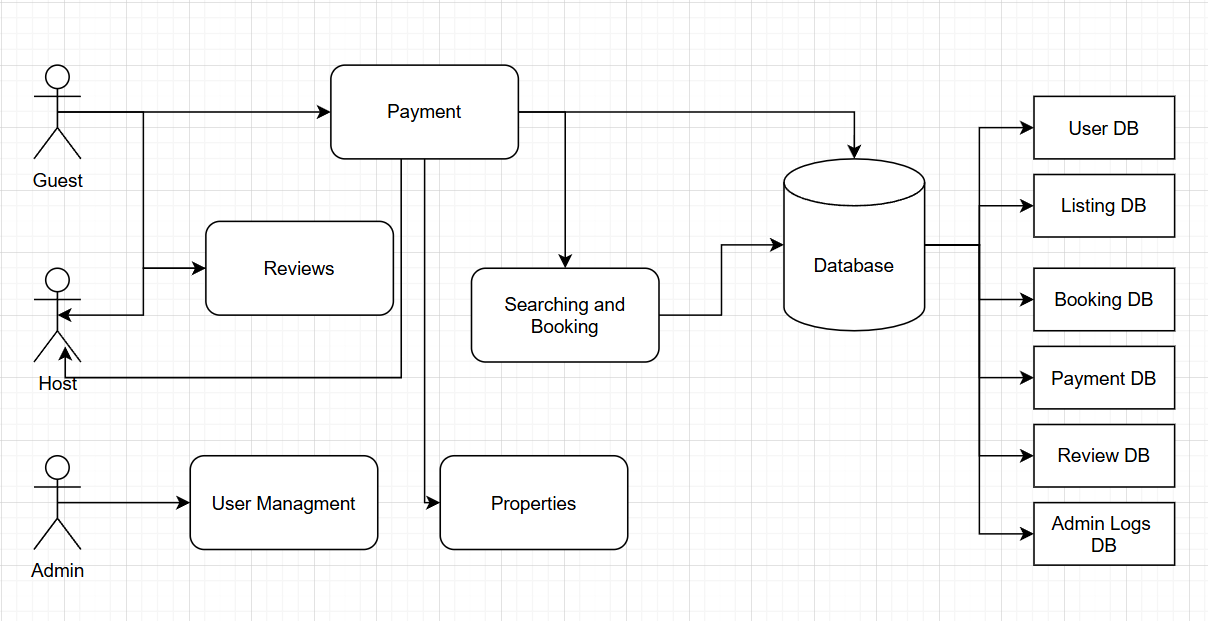 Guest
Host
Admin
Payment
Reviews
Searching and
Booking
User Managment
Properties
Database
User DB
Listing DB
Booking DB
Payment DB
Review DB
Admin Logs
DB